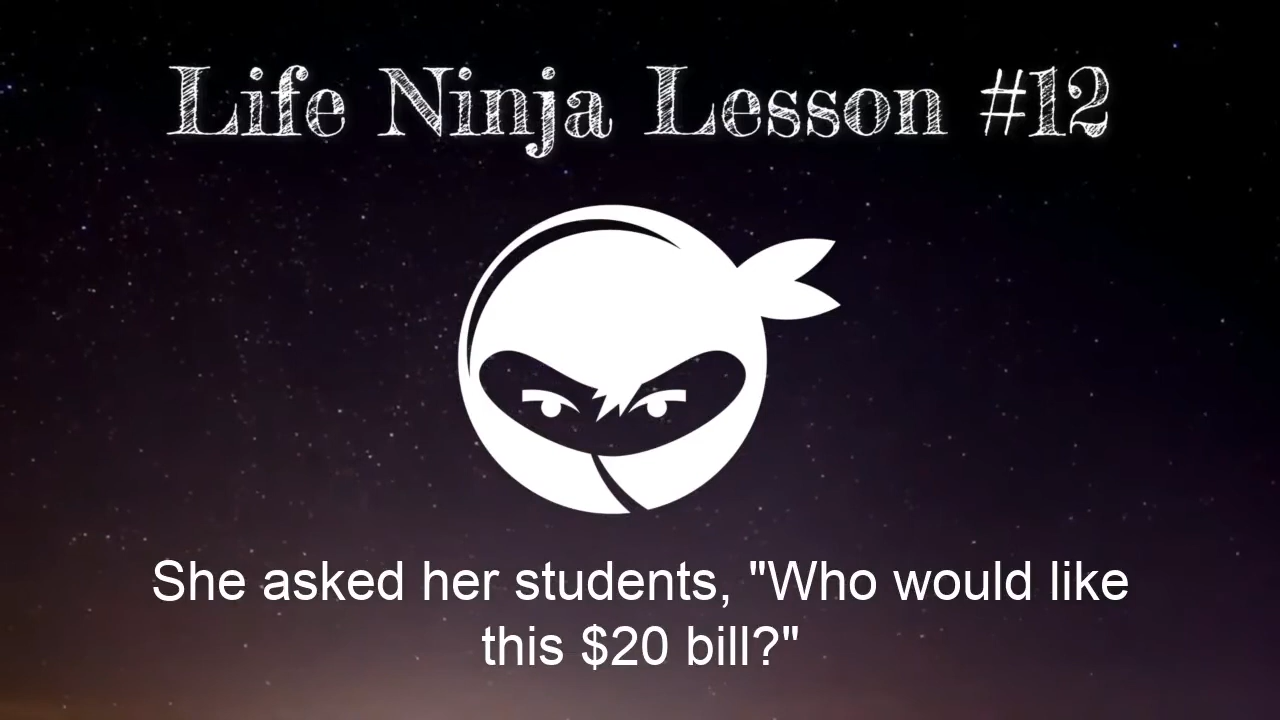 Life Ninja Lesson #12
She asked her students, "Who would like
this $20 bill?"